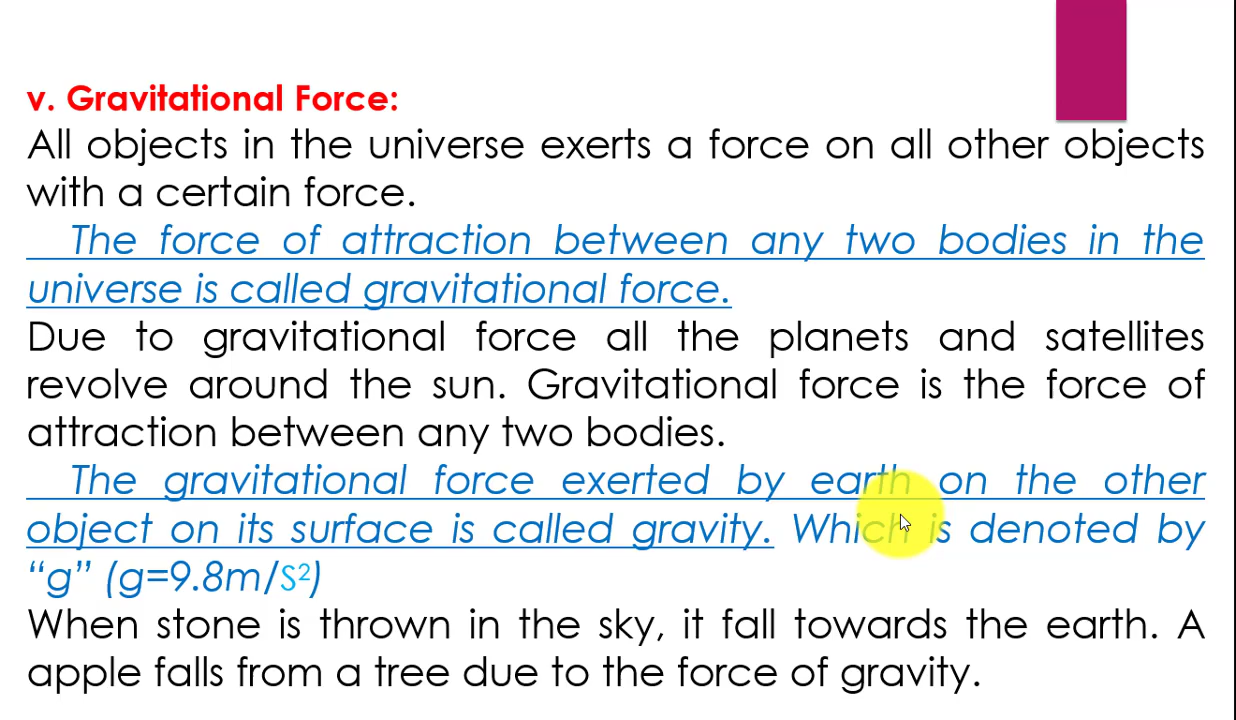 v. Gravitational Force:
All objects in the universe exerts a force on all other objects
with a certain force.
The force of attraction between any two bodies in the
universe is called gravitational force.
Due to gravitational force all the planets and satellites
revolve around the sun. Gravitational force is the force of
attraction between any two bodies.
The gravitational force exerted by earth on the other
object on its surface is called gravity. Which is denoted by
“g” (g=9.8m/S²)
When stone is thrown in the sky, it fall towards the earth. A
apple falls from a tree due to the force of gravity.